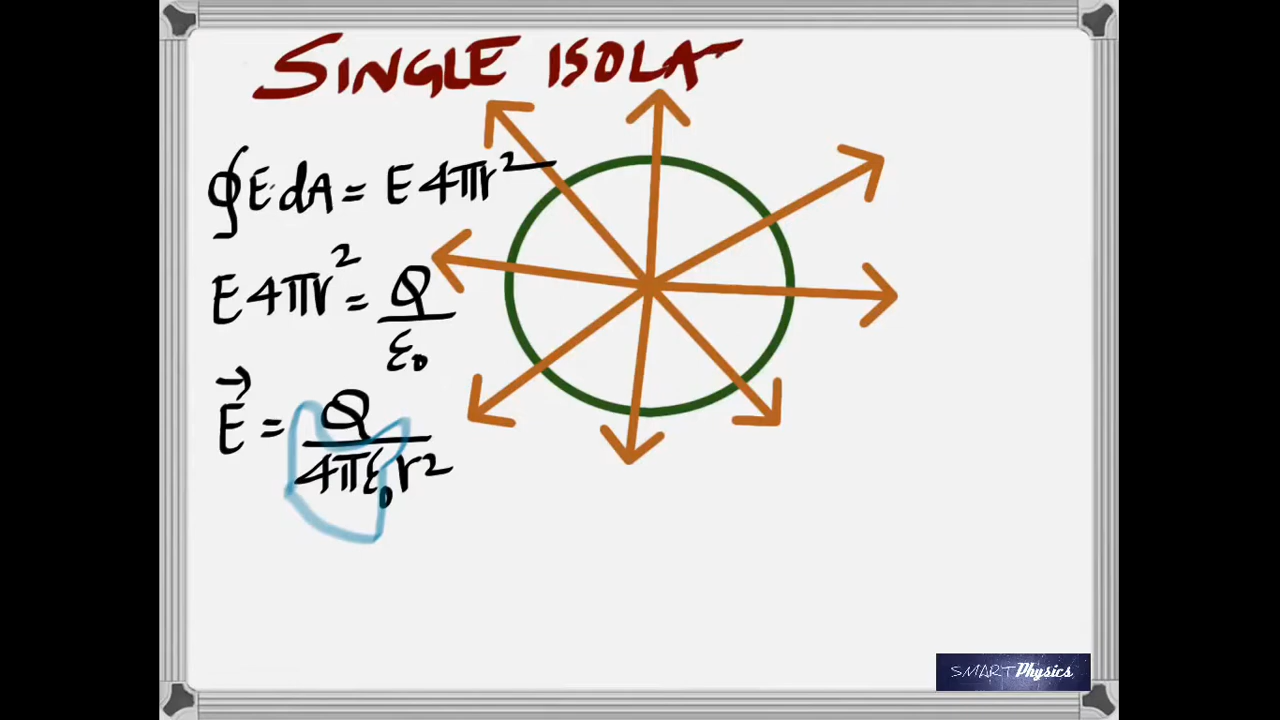 SINGLE ISOLA
∮E·dA = E4πr²
E4πr² = Q/ε₀
E⃗ = Q/4πε₀r²
SMARTPhysics